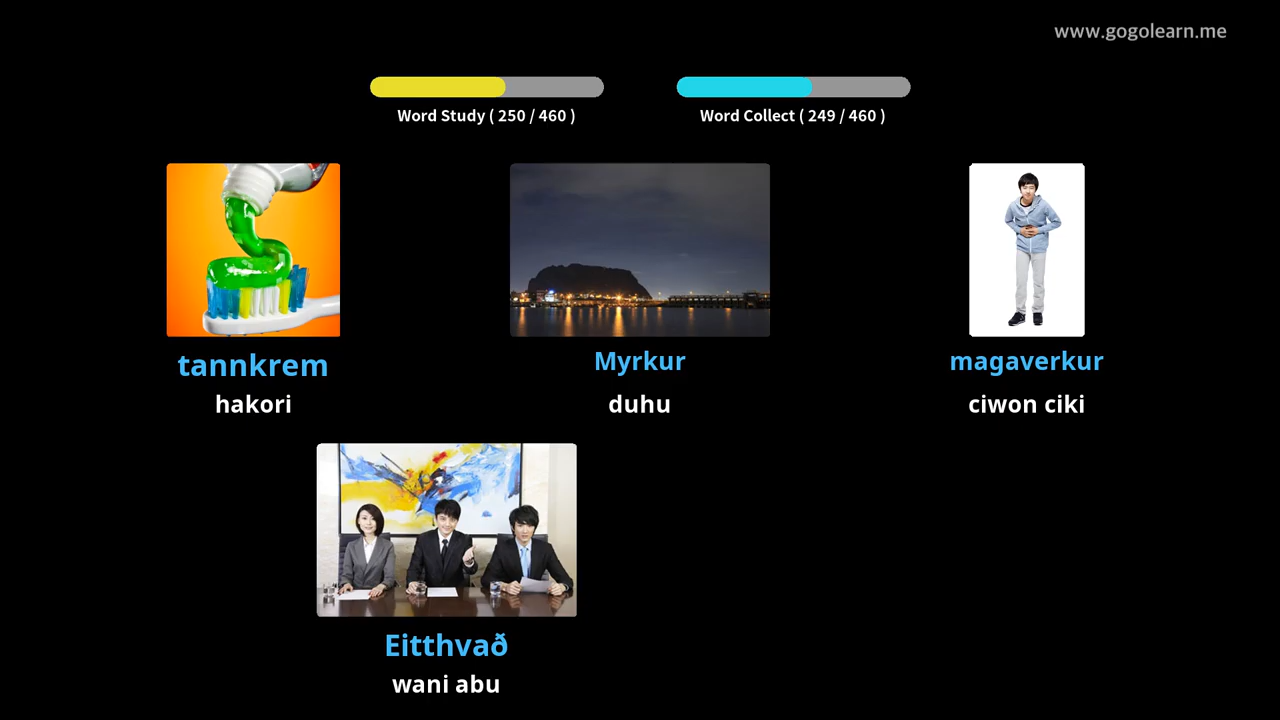 www.gogolearn.me
Word Study ( 250 / 460 )
Word Collect ( 249 / 460 )
tannkrem
hakori
Myrkur
duhu
magaverkur
ciwon ciki
Eitthvað
wani abu